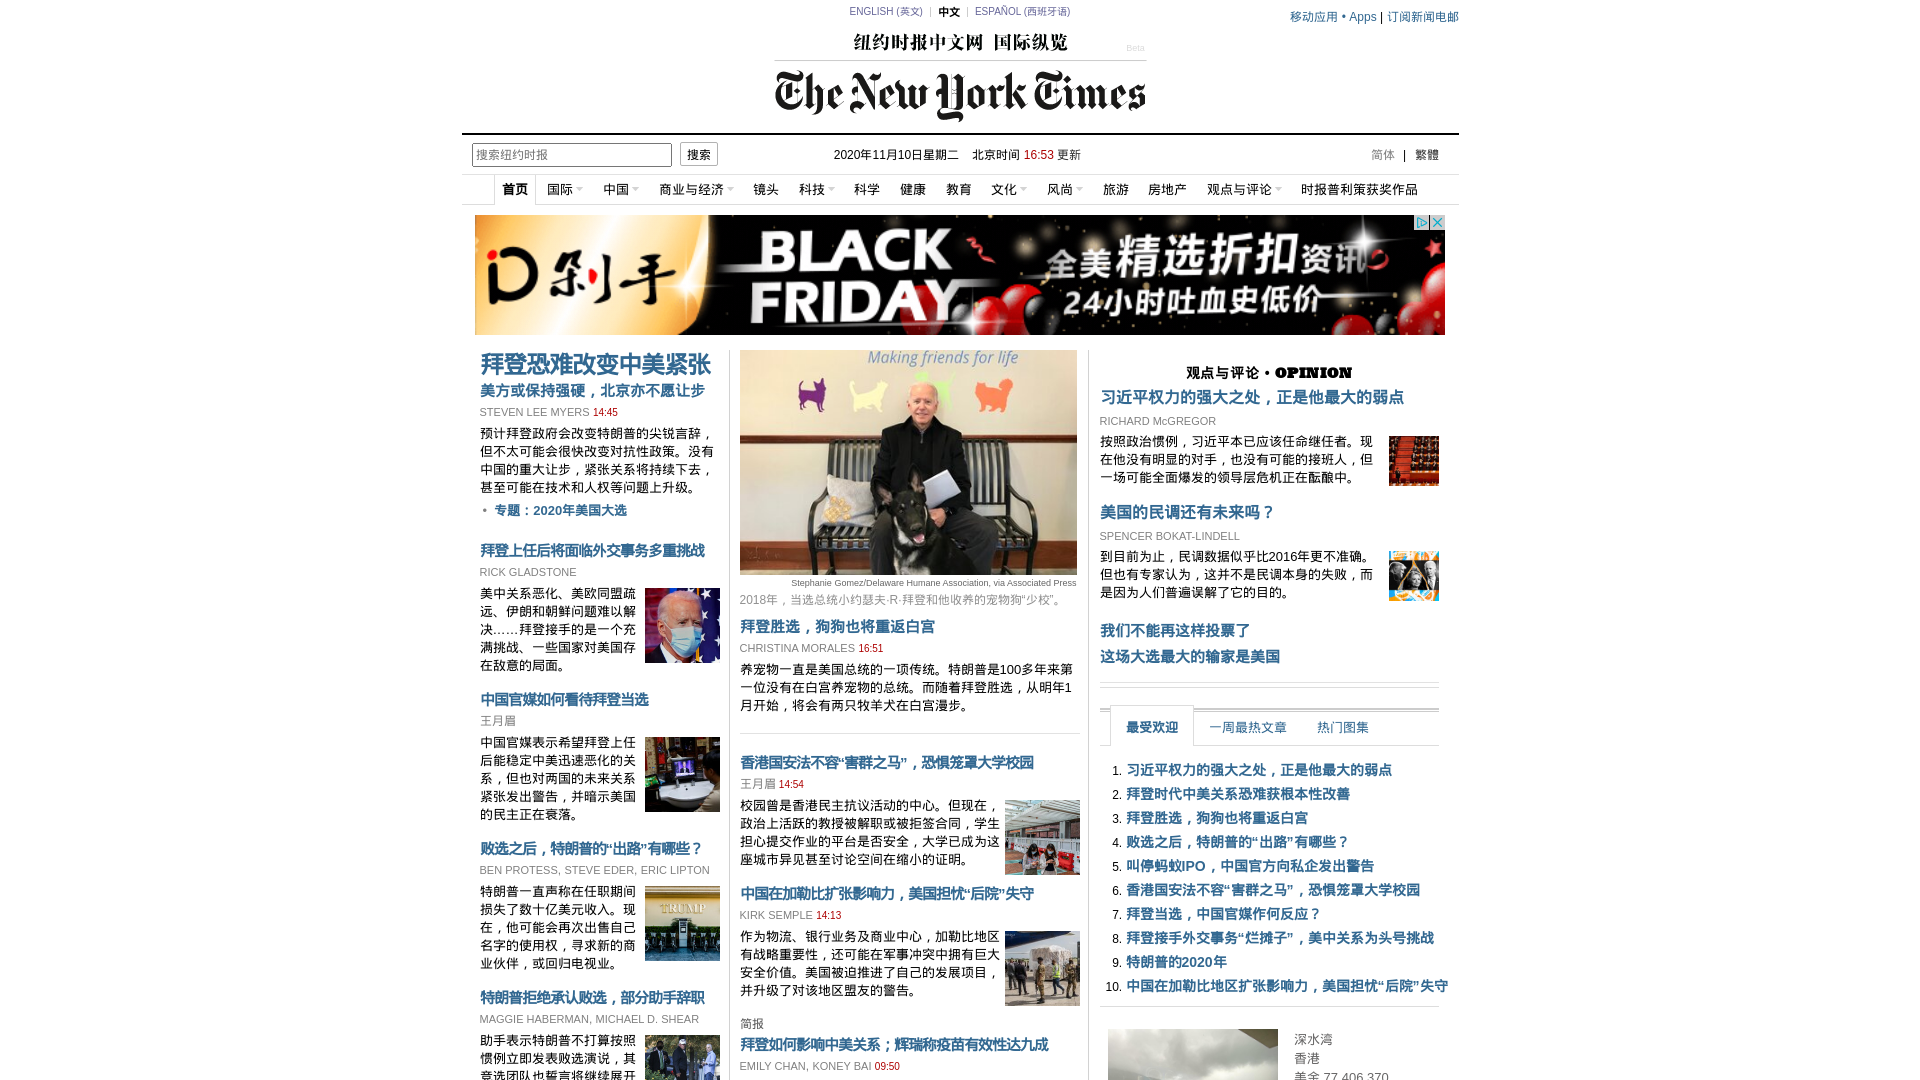 ENGLISH (英文)
中文
ESPAÑOL (西班牙语)
移动应用 • Apps | 订阅新闻电邮
纽约时报中文网 国际纵览
Beta
The New York Times
搜索纽约时报
搜索
2020年11月10日星期二 北京时间 16:53 更新
简体 | 繁體
首页 国际 中国 商业与经济 镜头 科技 科学 健康 教育 文化 风尚 旅游 房地产 观点与评论 时报普利策获奖作品
剁手
BLACK
FRIDAY
全美精选折扣资讯
24小时吐血史低价
拜登恐难改变中美紧张
美方或保持强硬，北京亦不愿让步
STEVEN LEE MYERS 14:45
预计拜登政府会改变特朗普的尖锐言辞，
但不太可能会很快改变对抗性政策。没有
中国的重大让步，紧张关系将持续下去，
甚至可能在技术和人权等问题上升级。
• 专题：2020年美国大选
拜登上任后将面临外交事务多重挑战
RICK GLADSTONE
美中关系恶化、美欧同盟疏
远、伊朗和朝鲜问题难以解
决……拜登接手的是一个充
满挑战、一些国家对美国存
在敌意的局面。
中国官媒如何看待拜登当选
王月眉
中国官媒表示希望拜登上任
后能稳定中美迅速恶化的关
系，但也对两国的未来关系
紧张发出警告，并暗示美国
的民主正在衰落。
败选之后，特朗普的“出路”有哪些？
BEN PROTESS, STEVE EDER, ERIC LIPTON
特朗普一直声称在任职期间
损失了数十亿美元收入。现
在，他可能会再次出售自己
名字的使用权，寻求新的商
业伙伴，或回归电视业。
TRUMP
特朗普拒绝承认败选，部分助手辞职
MAGGIE HABERMAN, MICHAEL D. SHEAR
助手表示特朗普不打算按照
惯例立即发表败选演说，其
竞选团队也誓言将继续展开
Making friends for life
Stephanie Gomez/Delaware Humane Association, via Associated Press
2018年，当选总统小约瑟夫·R·拜登和他收养的宠物狗“少校”。
拜登胜选，狗狗也将重返白宫
CHRISTINA MORALES 16:51
养宠物一直是美国总统的一项传统。特朗普是100多年来第
一位没有在白宫养宠物的总统。而随着拜登胜选，从明年1
月开始，将会有两只牧羊犬在白宫漫步。
香港国安法不容“害群之马”，恐惧笼罩大学校园
王月眉 14:54
校园曾是香港民主抗议活动的中心。但现在，
政治上活跃的教授被解职或被拒签合同，学生
担心提交作业的平台是否安全，大学已成为这
座城市异见甚至讨论空间在缩小的证明。
中国在加勒比扩张影响力，美国担忧“后院”失守
KIRK SEMPLE 14:13
作为物流、银行业务及商业中心，加勒比地区
有战略重要性，还可能在军事冲突中拥有巨大
安全价值。美国被迫推进了自己的发展项目，
并升级了对该地区盟友的警告。
简报
拜登如何影响中美关系；辉瑞称疫苗有效性达九成
EMILY CHAN, KONEY BAI 09:50
观点与评论 • OPINION
习近平权力的强大之处，正是他最大的弱点
RICHARD McGREGOR
按照政治惯例，习近平本已应该任命继任者。现
在他没有明显的对手，也没有可能的接班人，但
一场可能全面爆发的领导层危机正在酝酿中。
美国的民调还有未来吗？
SPENCER BOKAT-LINDELL
到目前为止，民调数据似乎比2016年更不准确。
但也有专家认为，这并不是民调本身的失败，而
是因为人们普遍误解了它的目的。
我们不能再这样投票了
这场大选最大的输家是美国
最受欢迎 一周最热文章 热门图集
1. 习近平权力的强大之处，正是他最大的弱点
2. 拜登时代中美关系恐难获根本性改善
3. 拜登胜选，狗狗也将重返白宫
4. 败选之后，特朗普的“出路”有哪些？
5. 叫停蚂蚁IPO，中国官方向私企发出警告
6. 香港国安法不容“害群之马”，恐惧笼罩大学校园
7. 拜登当选，中国官媒作何反应？
8. 拜登接手外交事务“烂摊子”，美中关系为头号挑战
9. 特朗普的2020年
10. 中国在加勒比地区扩张影响力，美国担忧“后院”失守
深水湾
香港
美金 77,406,370